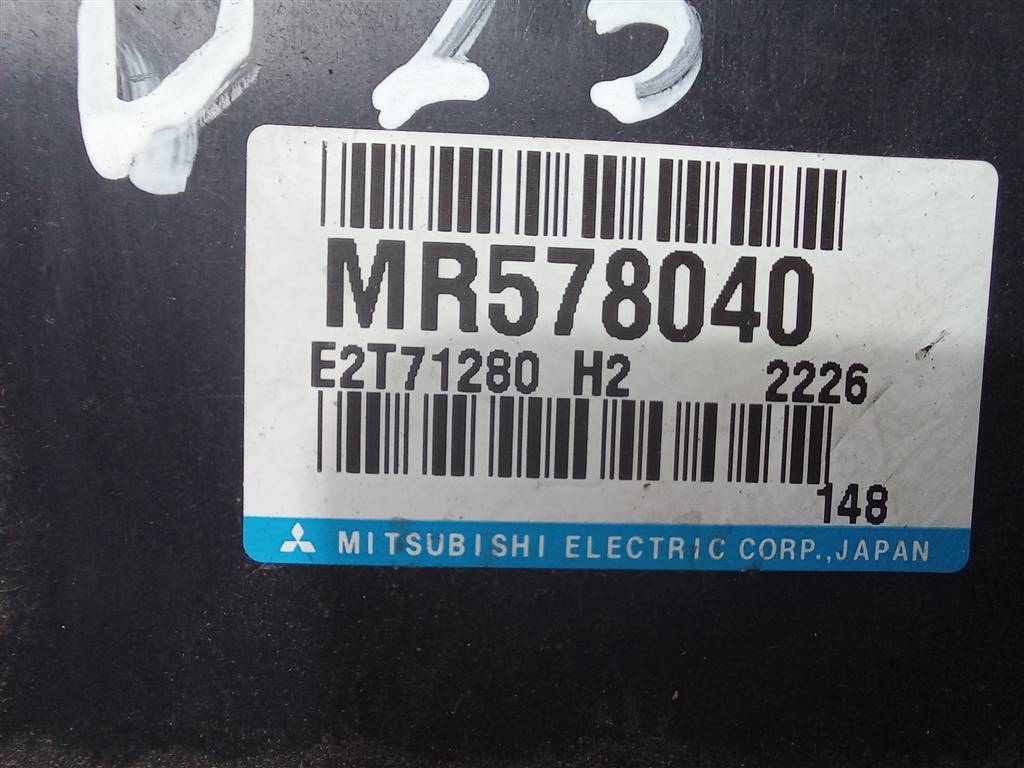 MR578040
E2T71280 H2 2226
148
MITSUBISHI ELECTRIC CORP.,JAPAN